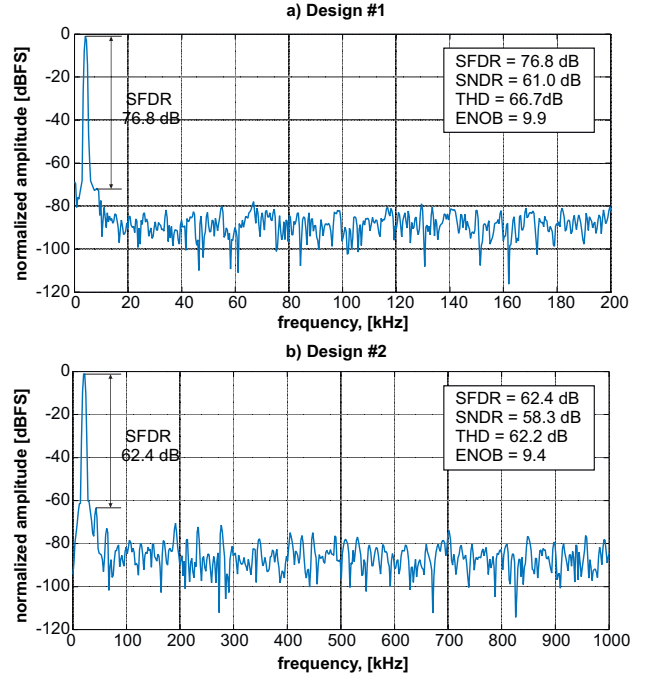 a) Design #1
normalized amplitude [dBFS]
0
-20
-40
-60
-80
-100
-120
SFDR
76.8 dB
SFDR = 76.8 dB
SNDR = 61.0 dB
THD = 66.7dB
ENOB = 9.9
0 20 40 60 80 100 120 140 160 180 200
frequency, [kHz]
b) Design #2
normalized amplitude [dBFS]
0
-20
-40
-60
-80
-100
-120
SFDR
62.4 dB
SFDR = 62.4 dB
SNDR = 58.3 dB
THD = 62.2 dB
ENOB = 9.4
0 100 200 300 400 500 600 700 800 900 1000
frequency, [kHz]